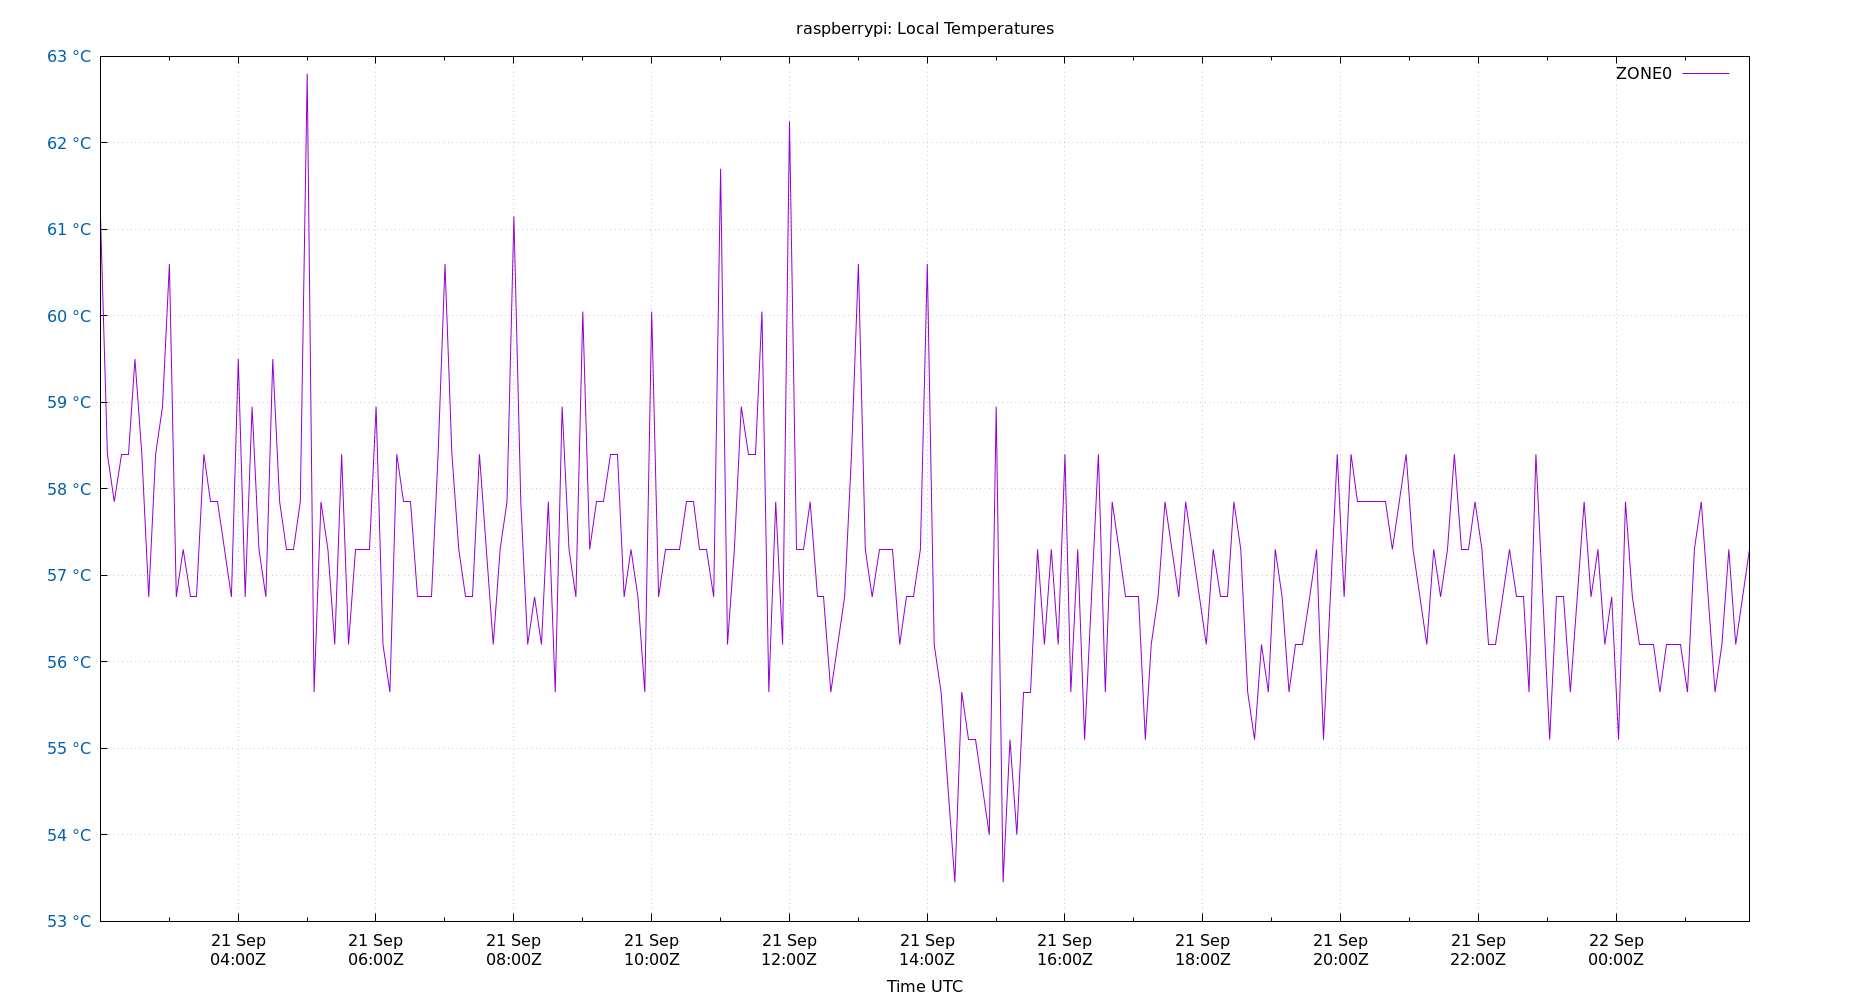 raspberrypi: Local Temperatures
63 °C
62 °C
61 °C
60 °C
59 °C
58 °C
57 °C
56 °C
55 °C
54 °C
53 °C
ZONE0
21 Sep 21 Sep 21 Sep 21 Sep 21 Sep 21 Sep 21 Sep 21 Sep 21 Sep 21 Sep 22 Sep
04:00Z 06:00Z 08:00Z 10:00Z 12:00Z 14:00Z 16:00Z 18:00Z 20:00Z 22:00Z 00:00Z
Time UTC